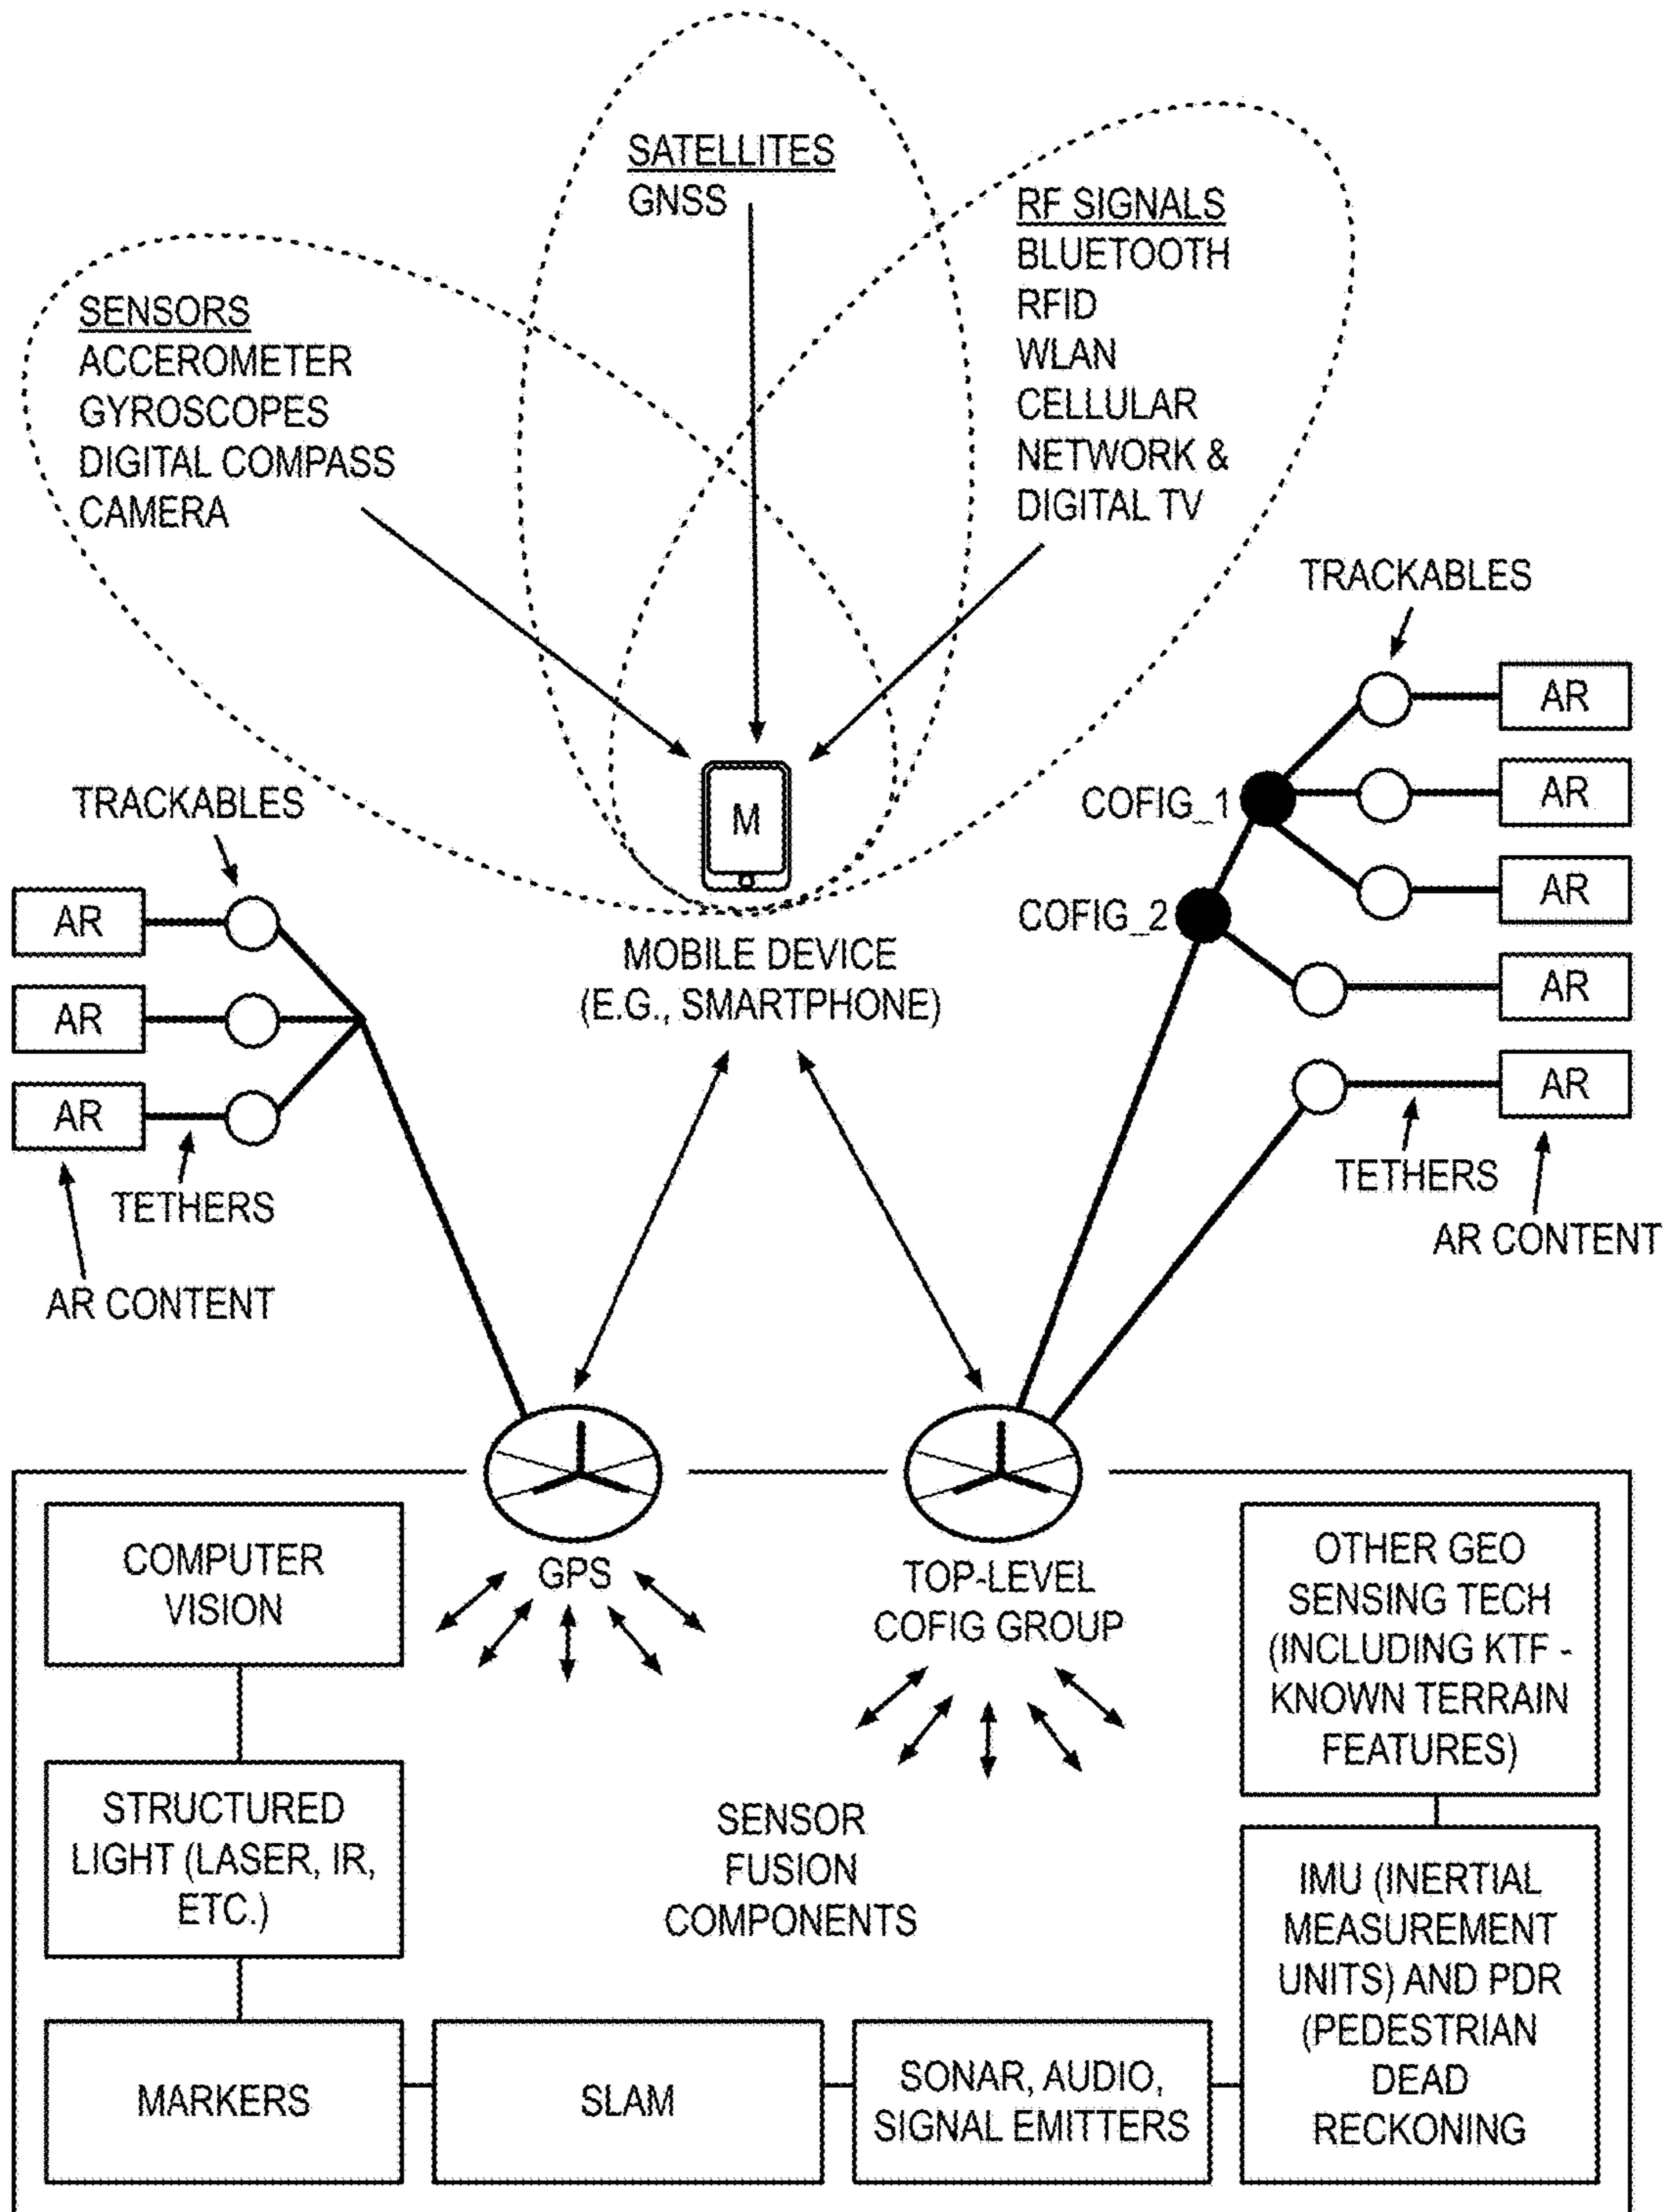 SATELLITES
GNSS
RF SIGNALS
BLUETOOTH
RFID
WLAN
CELLULAR
NETWORK &
DIGITAL TV
SENSORS
ACCEROMETER
GYROSCOPES
DIGITAL COMPASS
CAMERA
TRACKABLES
AR
AR
AR
AR
AR
COFIG_1
COFIG_2
TETHERS
AR CONTENT
M
MOBILE DEVICE
(E.G., SMARTPHONE)
TRACKABLES
AR
AR
AR
TETHERS
AR CONTENT
GPS
TOP-LEVEL
COFIG GROUP
COMPUTER
VISION
STRUCTURED
LIGHT (LASER, IR,
ETC.)
MARKERS
SLAM
SONAR, AUDIO,
SIGNAL EMITTERS
SENSOR
FUSION
COMPONENTS
OTHER GEO
SENSING TECH
(INCLUDING KTF -
KNOWN TERRAIN
FEATURES)
IMU (INERTIAL
MEASUREMENT
UNITS) AND PDR
(PEDESTRIAN
DEAD
RECKONING